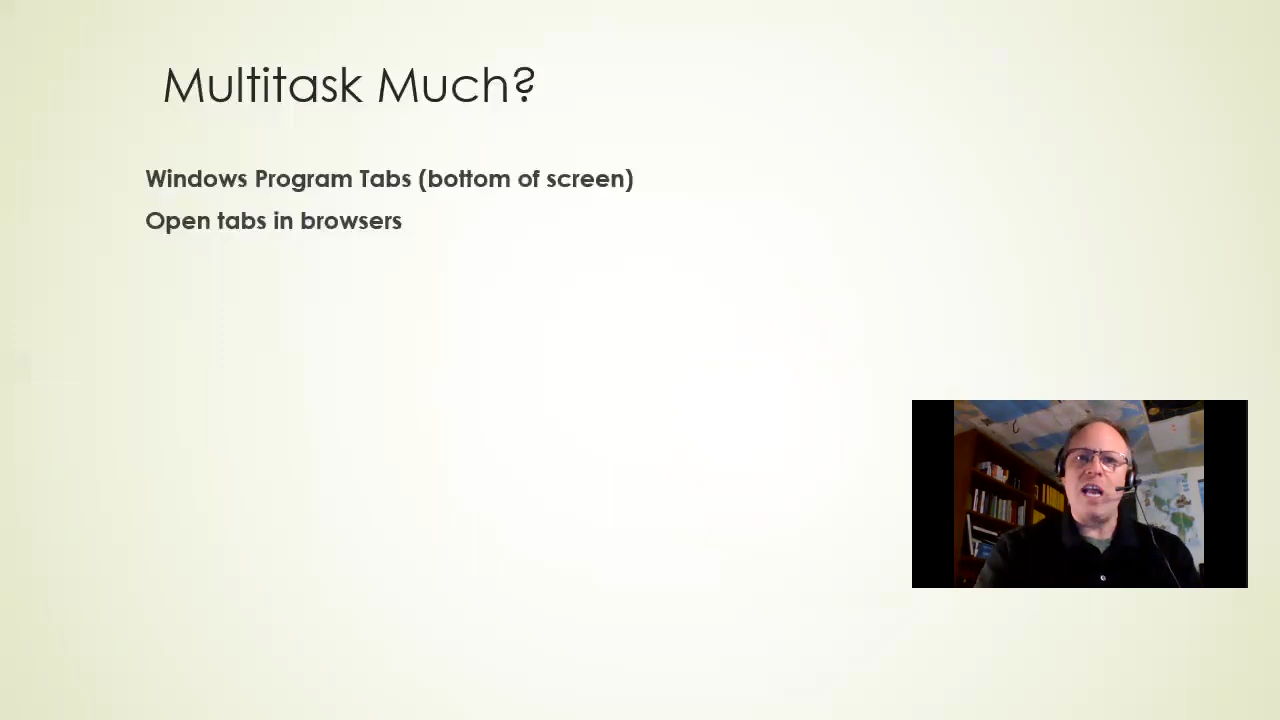 Multitask Much?
Windows Program Tabs (bottom of screen)
Open tabs in browsers